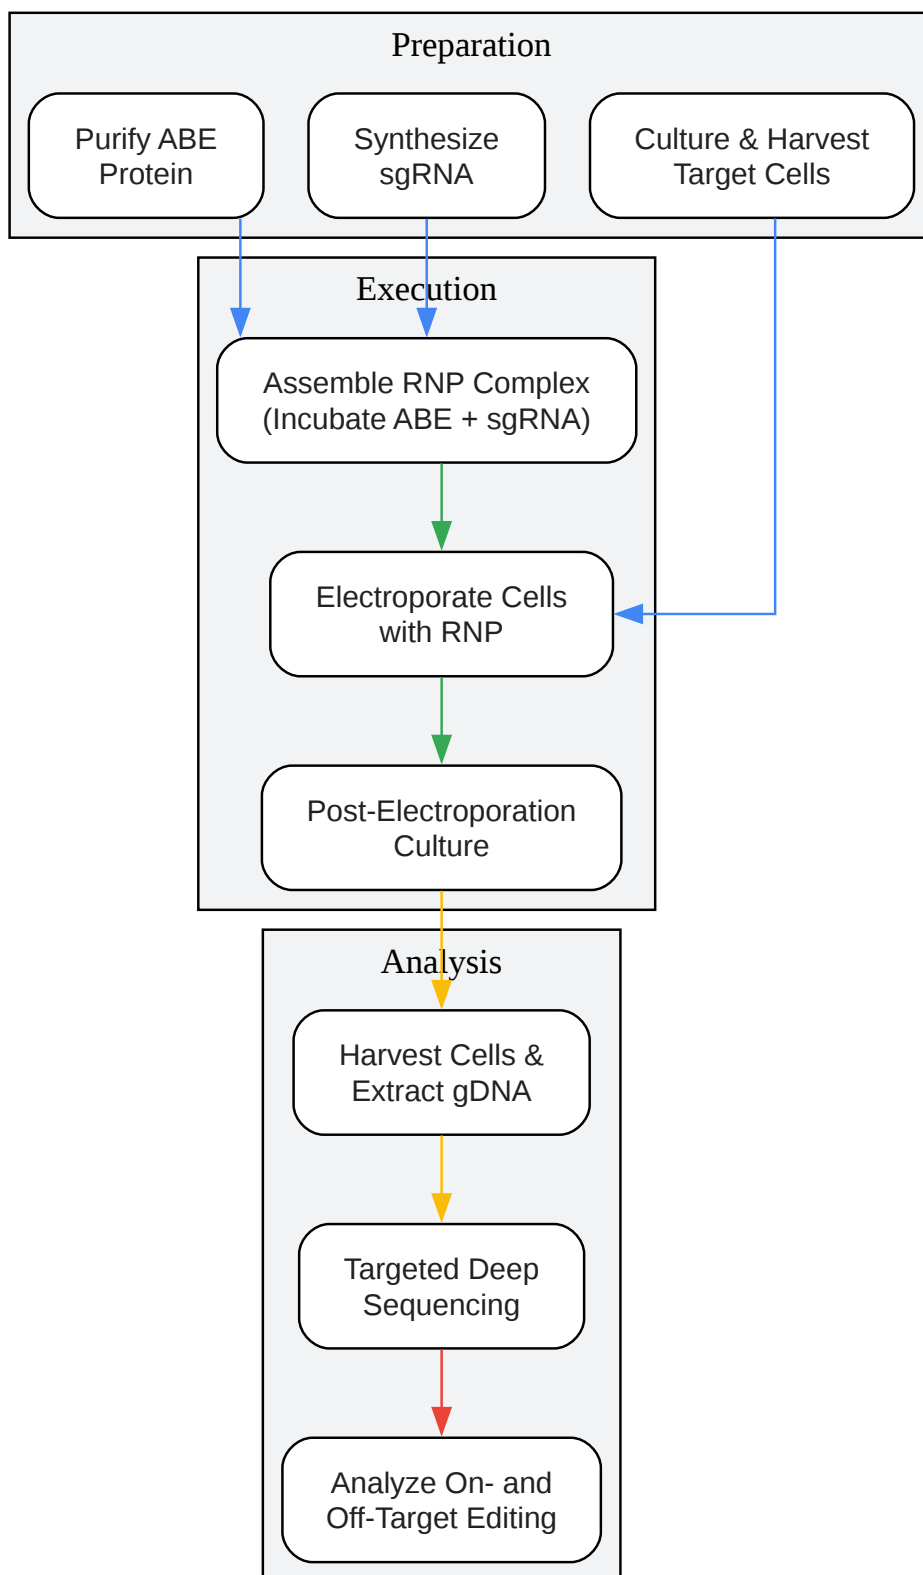 Preparation
Purify ABE
Protein
Synthesize
sgRNA
Culture & Harvest
Target Cells
Execution
Assemble RNP Complex
(Incubate ABE + sgRNA)
Electroporate Cells
with RNP
Post-Electroporation
Culture
Analysis
Harvest Cells &
Extract gDNA
Targeted Deep
Sequencing
Analyze On- and
Off-Target Editing